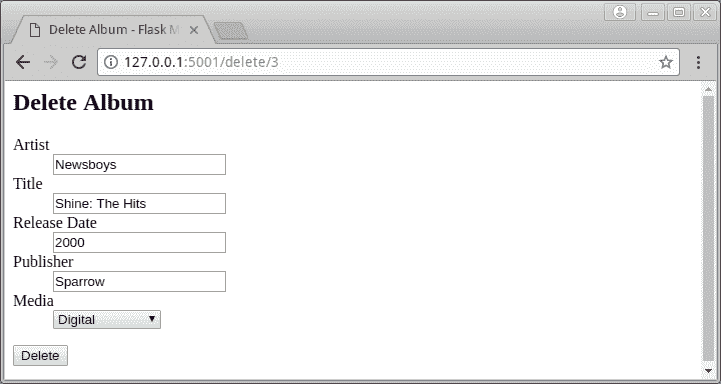 Delete Album - Flask M
127.0.0.1:5001/delete/3
Delete Album
Artist
Newsboys
Title
Shine: The Hits
Release Date
2000
Publisher
Sparrow
Media
Digital
Delete